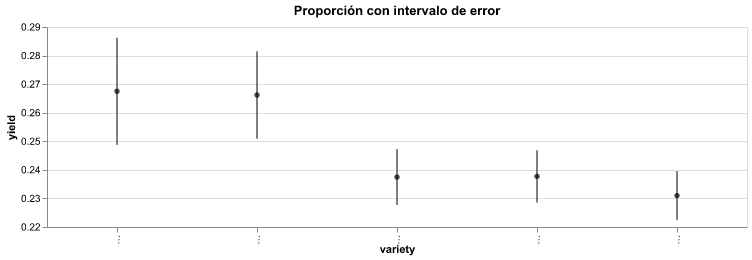 Proporción con intervalo de error
0.29
0.28
0.27
0.26
0.25
0.24
0.23
0.22
yield
... ... ... ... ...
variety